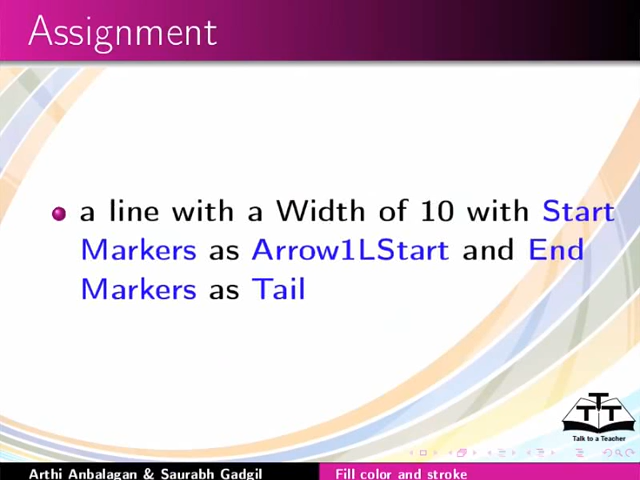 Assignment
a line with a Width of 10 with Start
Markers as Arrow1LStart and End
Markers as Tail
TTT
Talk to a Teacher
Arthi Anbalagan & Saurabh Gadgil
Fill color and stroke